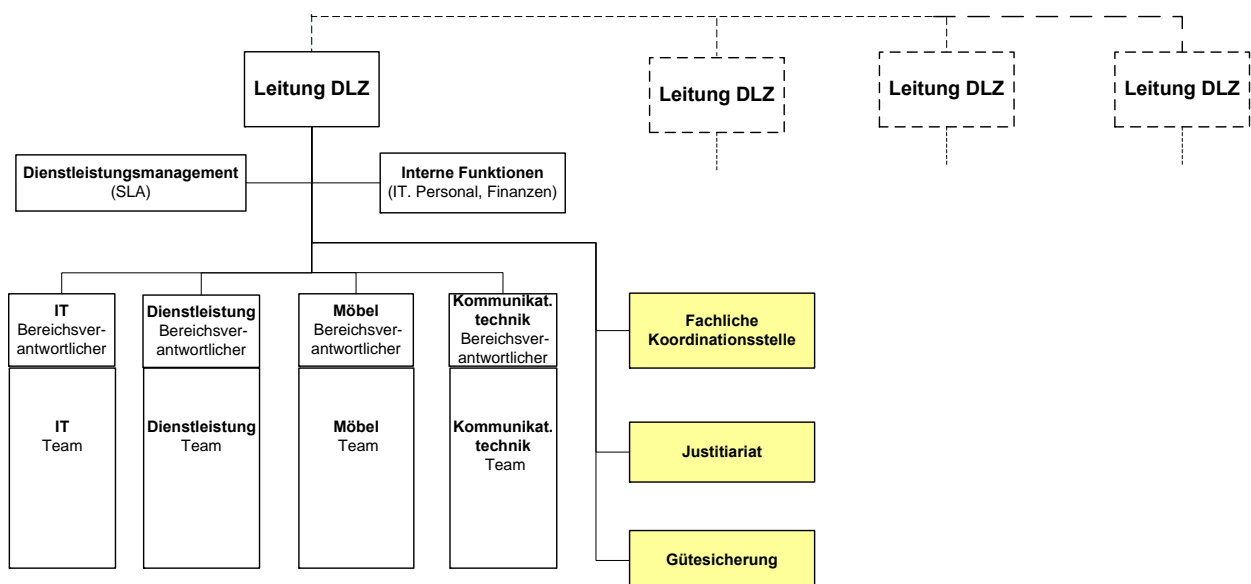 Leitung DLZ
Leitung DLZ
Leitung DLZ
Leitung DLZ
Dienstleistungsmanagement
(SLA)
Interne Funktionen
(IT. Personal, Finanzen)
IT
Bereichsver-
antwortlicher
Dienstleistung
Bereichsver-
antwortlicher
Möbel
Bereichsver-
antwortlicher
Kommunikat.
technik
Bereichsver-
antwortlicher
Fachliche
Koordinationsstelle
IT
Team
Dienstleistung
Team
Möbel
Team
Kommunikat.
technik
Team
Justitiariat
Gütesicherung